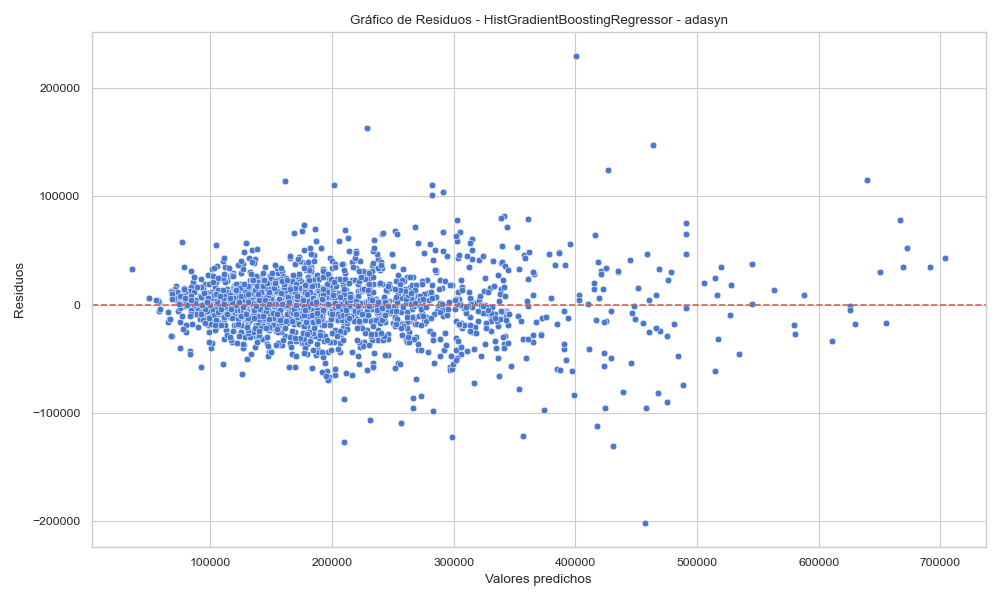 Gráfico de Residuos - HistGradientBoostingRegressor - adasyn
200000
100000
0
−100000
−200000
Residuos
100000 200000 300000 400000 500000 600000 700000
Valores predichos